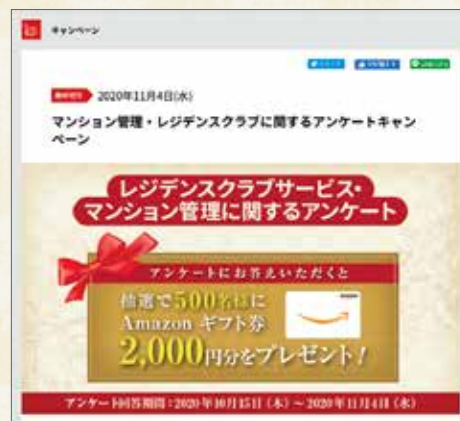 キャンペーン
2020年11月4日(水)
マンション管理・レジデンスクラブに関するアンケートキャン
ペーン
レジデンスクラブサービス・
マンション管理に関するアンケート
アンケートにお答えいただくと
抽選で500名様に
Amazon ギフト券
2,000円分をプレゼント!
アンケート回答期間:2020年10月15日(木)~2020年11月4日(水)